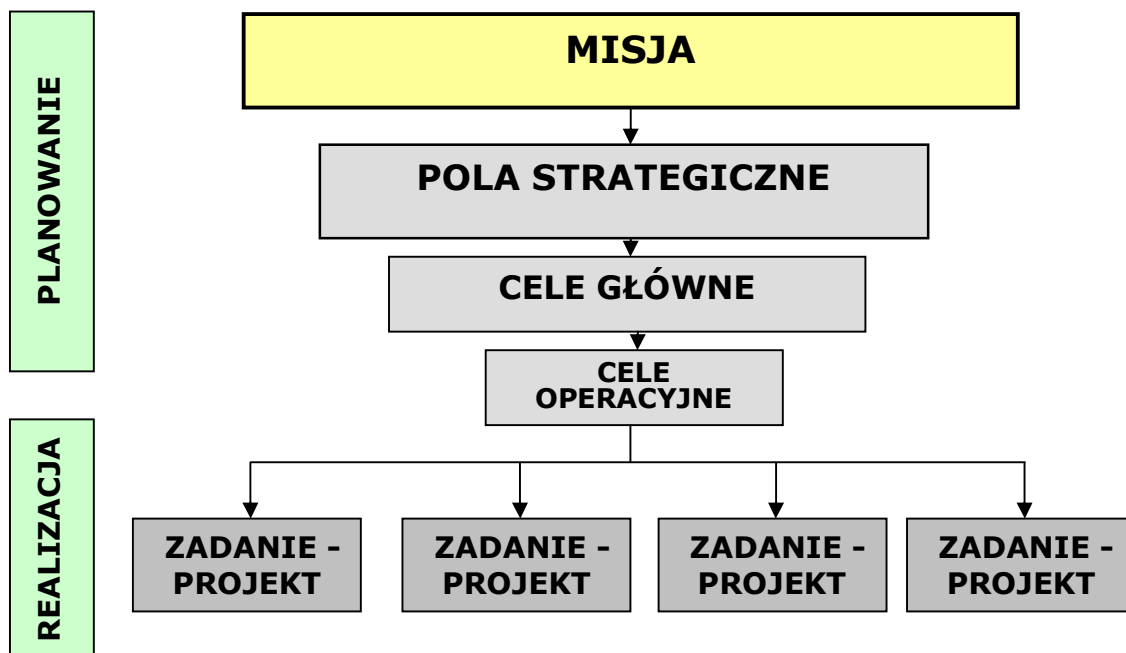 PLANOWANIE
MISJA
POLA STRATEGICZNE
CELE GŁÓWNE
CELE
OPERACYJNE
REALIZACJA
ZADANIE -
PROJEKT
ZADANIE -
PROJEKT
ZADANIE -
PROJEKT
ZADANIE -
PROJEKT